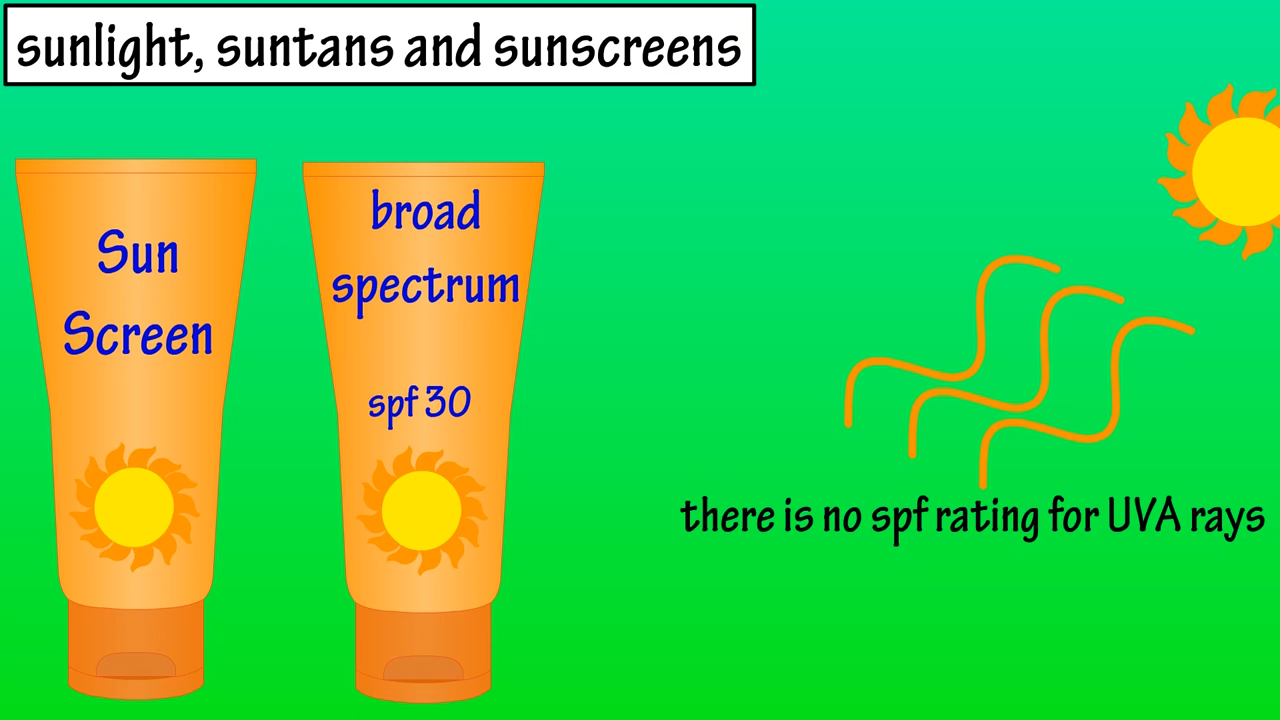 sunlight, suntans and sunscreens
Sun
Screen
broad
spectrum
spf 30
there is no spf rating for UVA rays